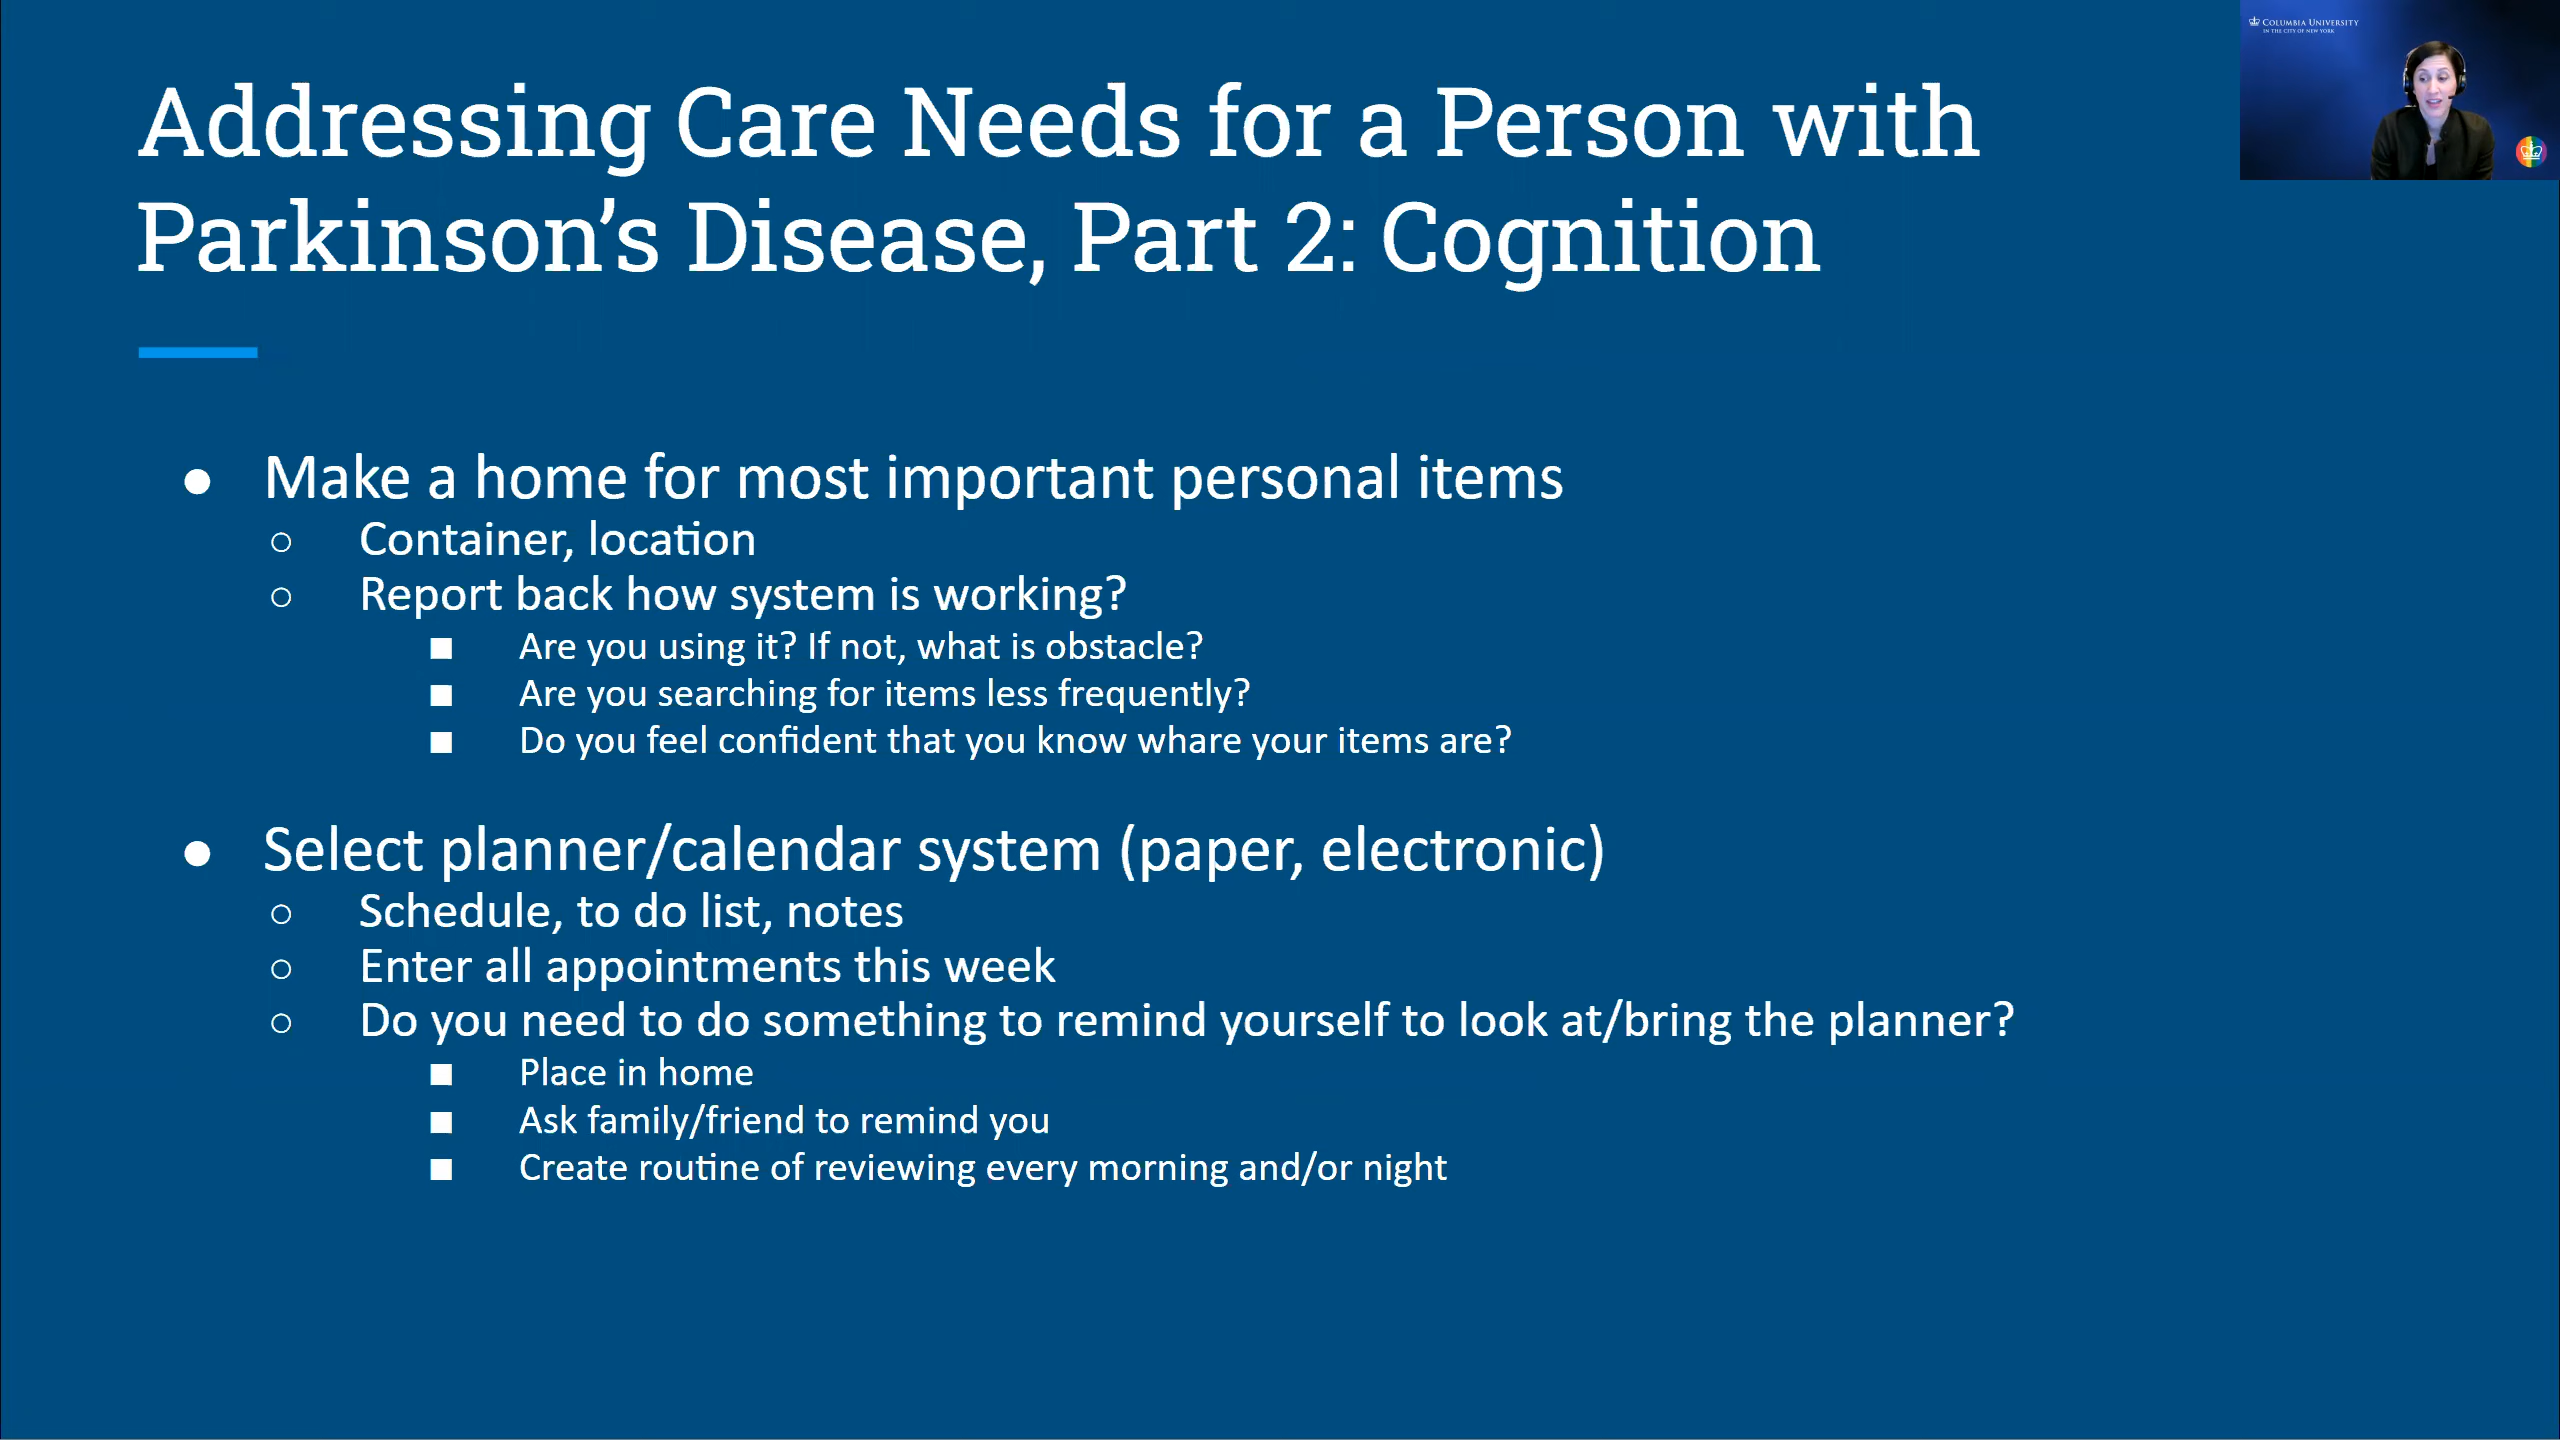 COLUMBIA UNIVERSITY
IN THE CITY OF NEW YORK
Addressing Care Needs for a Person with
Parkinson’s Disease, Part 2: Cognition
● Make a home for most important personal items
○ Container, location
○ Report back how system is working?
■ Are you using it? If not, what is obstacle?
■ Are you searching for items less frequently?
■ Do you feel confident that you know whare your items are?
● Select planner/calendar system (paper, electronic)
○ Schedule, to do list, notes
○ Enter all appointments this week
○ Do you need to do something to remind yourself to look at/bring the planner?
■ Place in home
■ Ask family/friend to remind you
■ Create routine of reviewing every morning and/or night